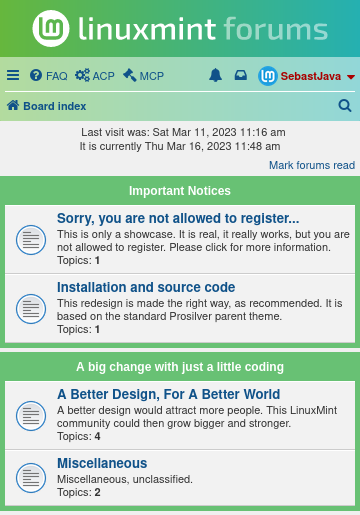 linuxmint forums
FAQ ACP MCP SebastJava
Board index
Last visit was: Sat Mar 11, 2023 11:16 am
It is currently Thu Mar 16, 2023 11:48 am
Mark forums read
Important Notices
Sorry, you are not allowed to register...
This is only a showcase. It is real, it really works, but you are
not allowed to register. Please click for more information.
Topics: 1
Installation and source code
This redesign is made the right way, as recommended. It is
based on the standard Prosilver parent theme.
Topics: 1
A big change with just a little coding
A Better Design, For A Better World
A better design would attract more people. This LinuxMint
community could then grow bigger and stronger.
Topics: 4
Miscellaneous
Miscellaneous, unclassified.
Topics: 2